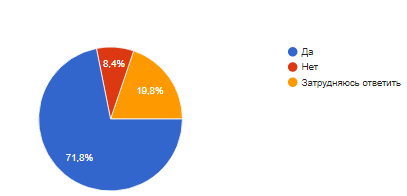 Да
Нет
Затрудняюсь ответить
8,4%
19,8%
71,8%